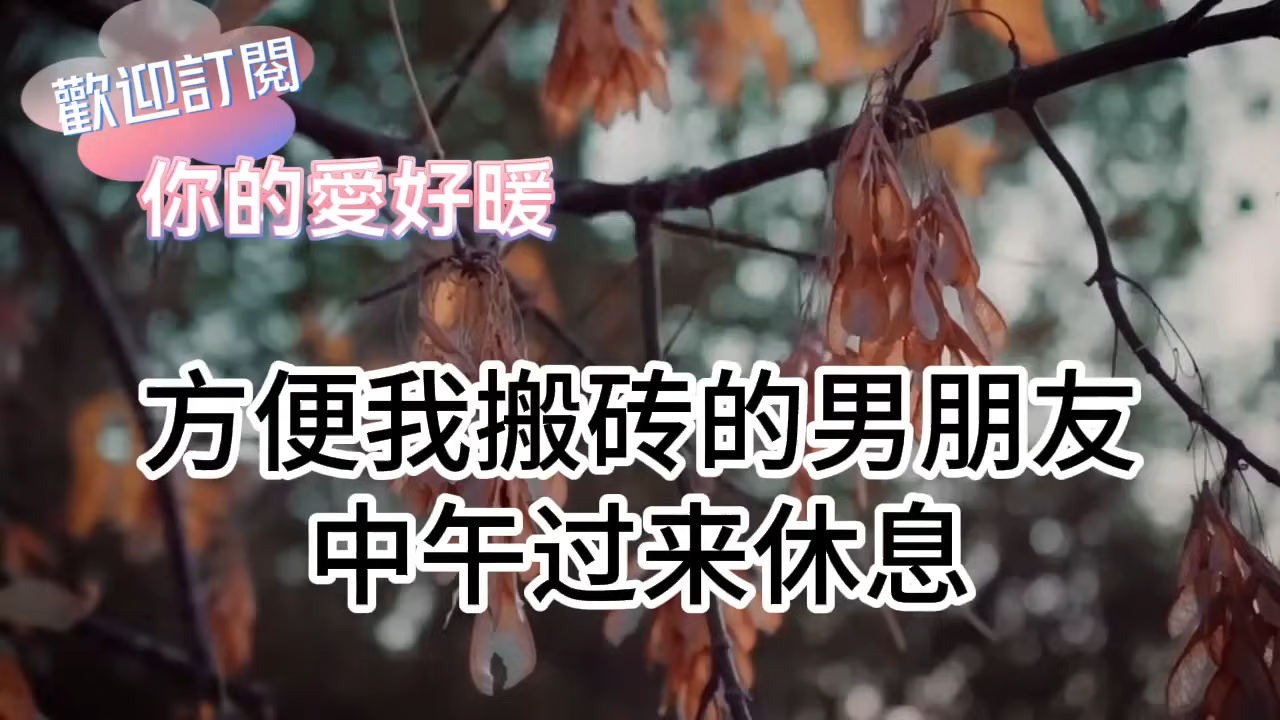 歡迎訂閱
你的愛好暖
方便我搬砖的男朋友
中午过来休息